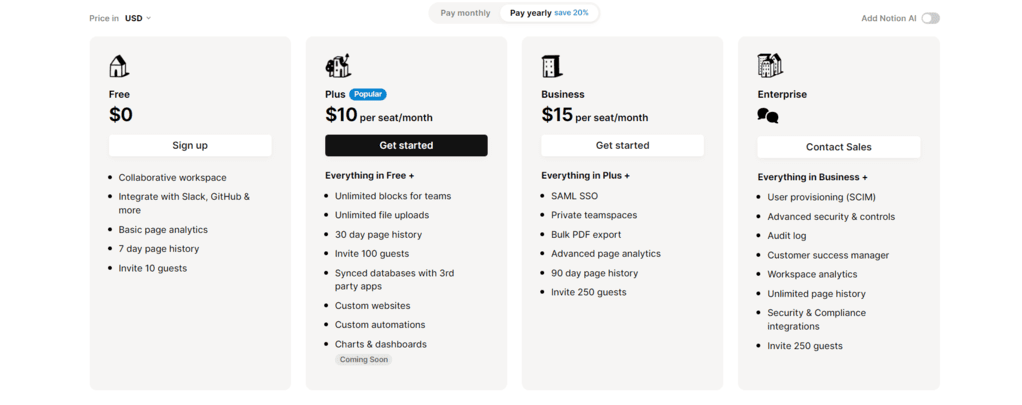 Price in USD
Pay monthly
Pay yearly save 20%
Add Notion AI
Free
$0
Sign up
Collaborative workspace
Integrate with Slack, GitHub &
more
Basic page analytics
7 day page history
Invite 10 guests
Plus Popular
$10 per seat/month
Get started
Everything in Free +
Unlimited blocks for teams
Unlimited file uploads
30 day page history
Invite 100 guests
Synced databases with 3rd
party apps
Custom websites
Custom automations
Charts & dashboards
Coming Soon
Business
$15 per seat/month
Get started
Everything in Plus +
SAML SSO
Private teamspaces
Bulk PDF export
Advanced page analytics
90 day page history
Invite 250 guests
Enterprise
Contact Sales
Everything in Business +
User provisioning (SCIM)
Advanced security & controls
Audit log
Customer success manager
Workspace analytics
Unlimited page history
Security & Compliance
integrations
Invite 250 guests